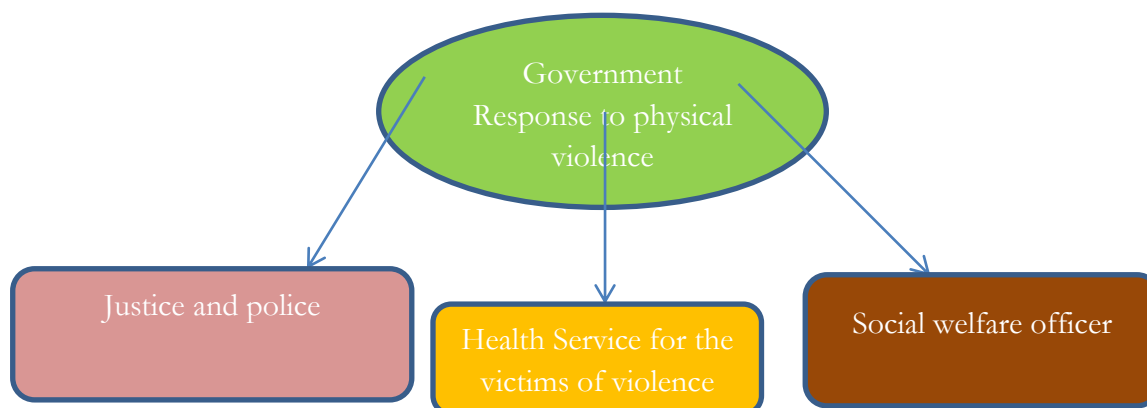 Government
Response to physical
violence
Justice and police
Health Service for the
victims of violence
Social welfare officer